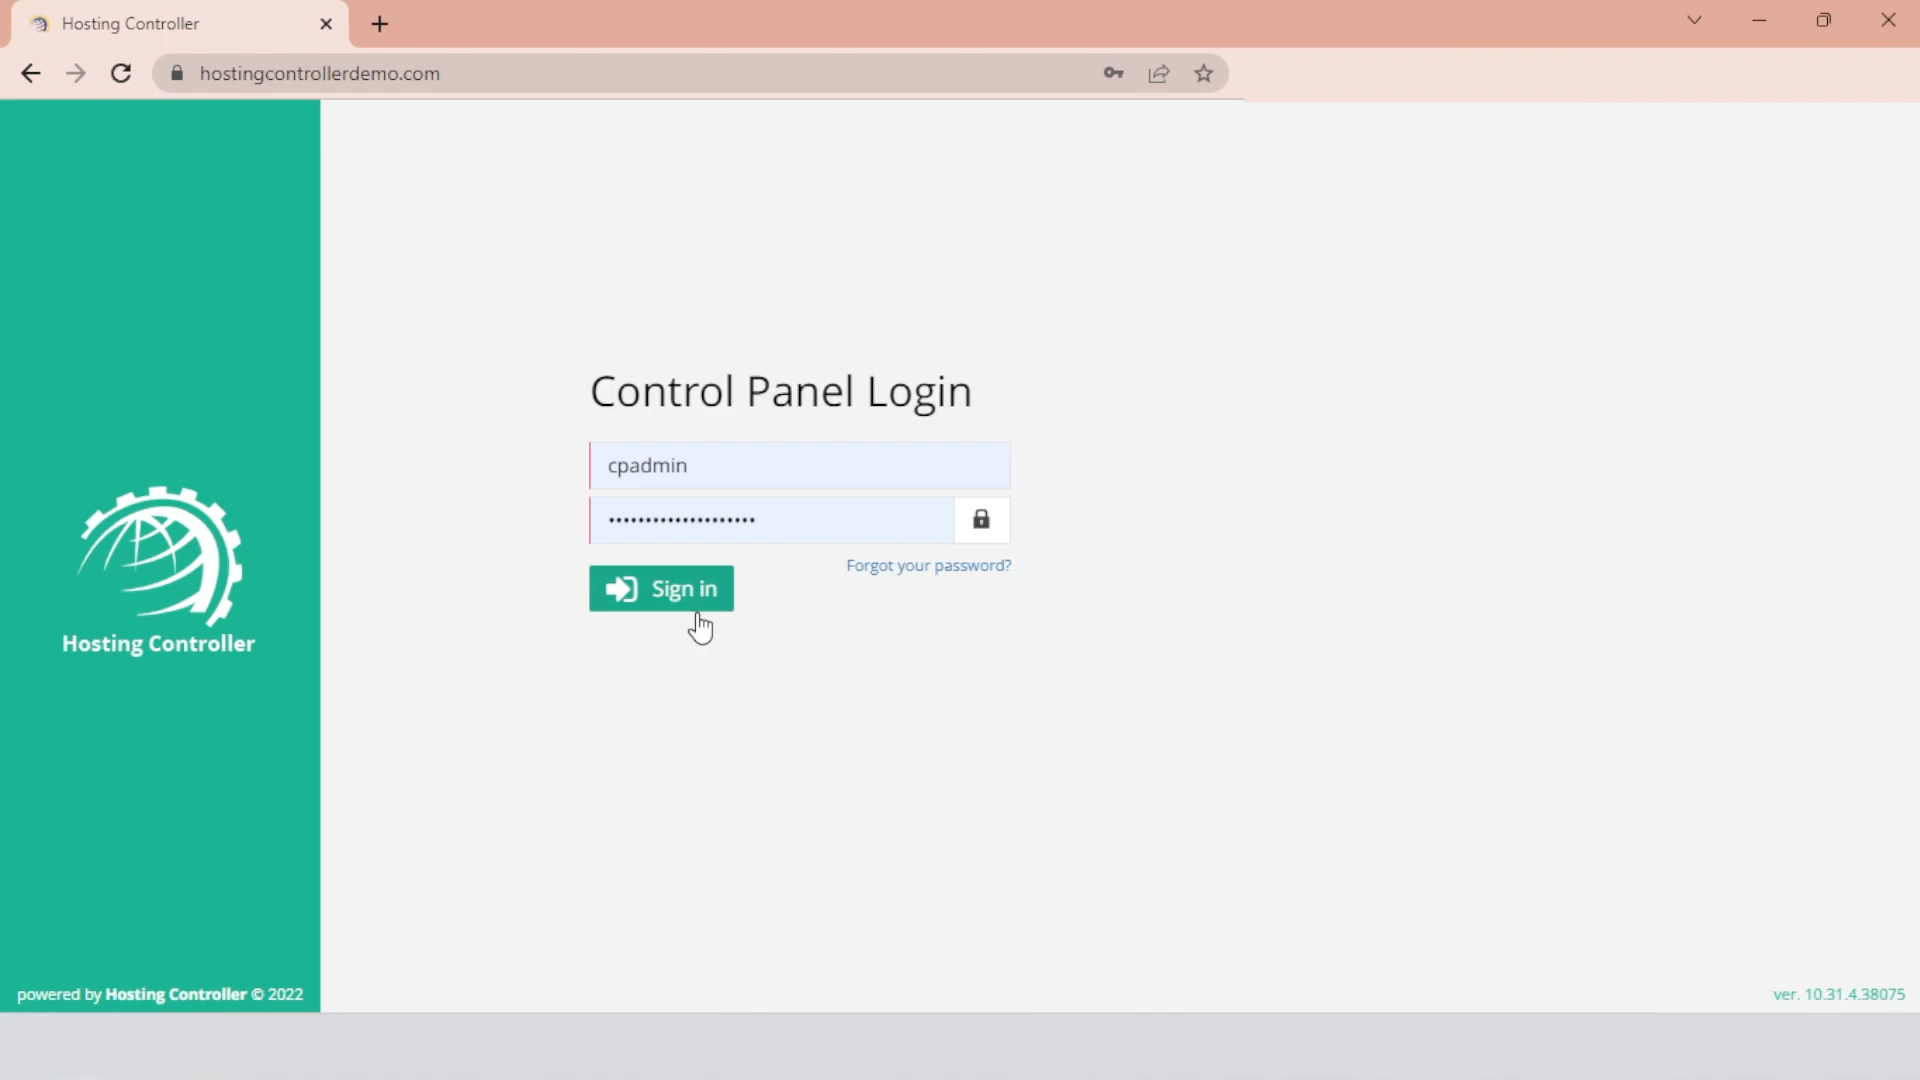 Hosting Controller
hostingcontrollerdemo.com
Control Panel Login
cpadmin
••••••••••••••••••••
Forgot your password?
Sign in
Hosting Controller
powered by Hosting Controller © 2022
ver. 10.31.4.38075